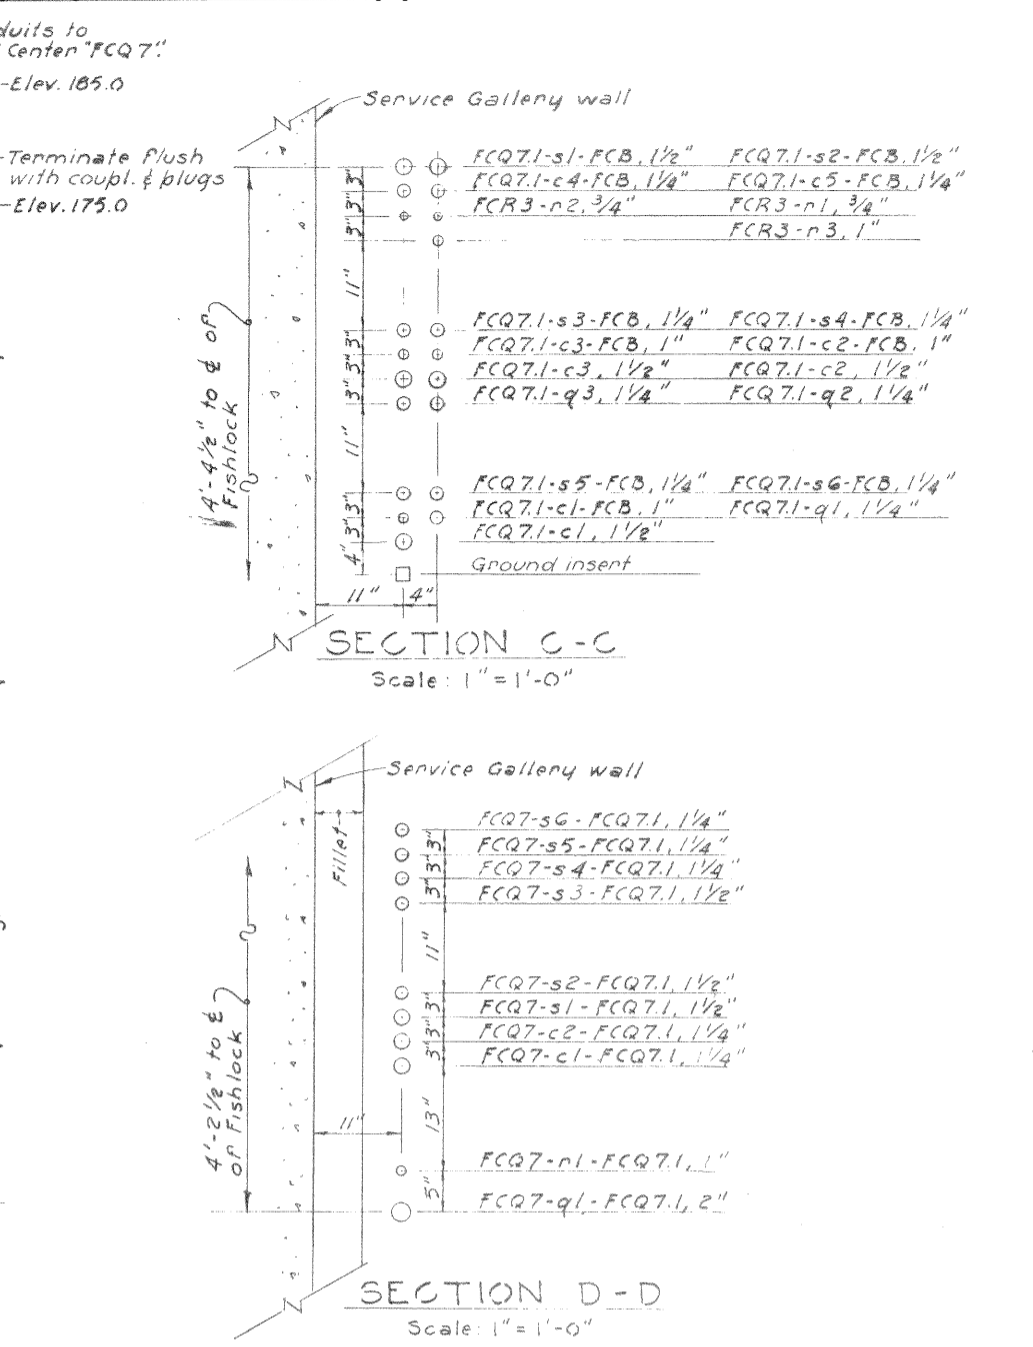 duits to
Center "FCQ7".
Elev. 185.0
Terminate flush
with coupl. & plugs
Elev. 175.0
Service Gallery wall
FCQ7.1-s1-FCB, 1½" FCQ7.1-s2-FCB, 1½"
FCQ7.1-c4-FCB, 1¼" FCQ7.1-c5-FCB, 1¼"
FCR3-n2, ¾" FCR3-n1, ¾"
FCR3-n3, 1"
3" 3" 3"
11"
FCQ7.1-s3-FCB, 1¼" FCQ7.1-s4-FCB, 1¼"
FCQ7.1-c3-FCB, 1" FCQ7.1-c2-FCB, 1"
FCQ7.1-c3, 1½" FCQ7.1-c2, 1½"
FCQ7.1-q3, 1¼" FCQ7.1-q2, 1¼"
3" 3" 3"
11"
4'-4½" to ℄ of
Fishlock
FCQ7.1-s5-FCB, 1¼" FCQ7.1-s6-FCB, 1¼"
FCQ7.1-c1-FCB, 1" FCQ7.1-q1, 1¼"
FCQ7.1-c1, 1½"
4" 3" 3"
Ground insert
11" 4"
SECTION C-C
Scale: 1" = 1'-0"
Service Gallery wall
Fillet
FCQ7-s6-FCQ7.1, 1¼"
FCQ7-s5-FCQ7.1, 1¼"
FCQ7-s4-FCQ7.1, 1¼"
FCQ7-s3-FCQ7.1, 1½"
3" 3" 3"
11"
FCQ7-s2-FCQ7.1, 1½"
FCQ7-s1-FCQ7.1, 1½"
FCQ7-c2-FCQ7.1, 1¼"
FCQ7-c1-FCQ7.1, 1¼"
3" 3" 3"
4'-2½" to ℄
of Fishlock
11"
13"
FCQ7-n1-FCQ7.1, 1"
5"
FCQ7-q1-FCQ7.1, 2"
SECTION D-D
Scale: 1" = 1'-0"